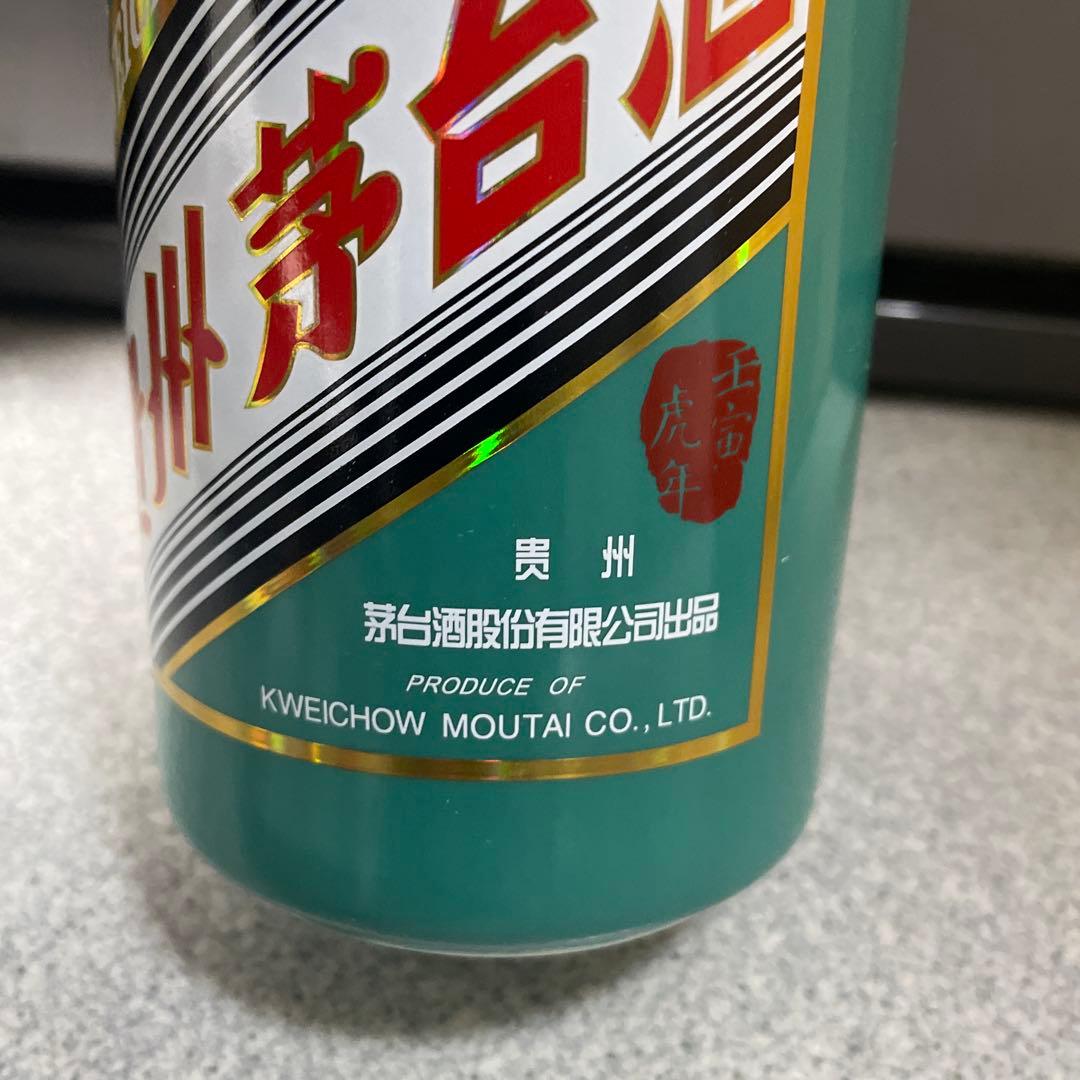 州茅台酒
壬寅
虎年
贵州
茅台酒股份有限公司出品
PRODUCE OF
KWEICHOW MOUTAI CO., LTD.